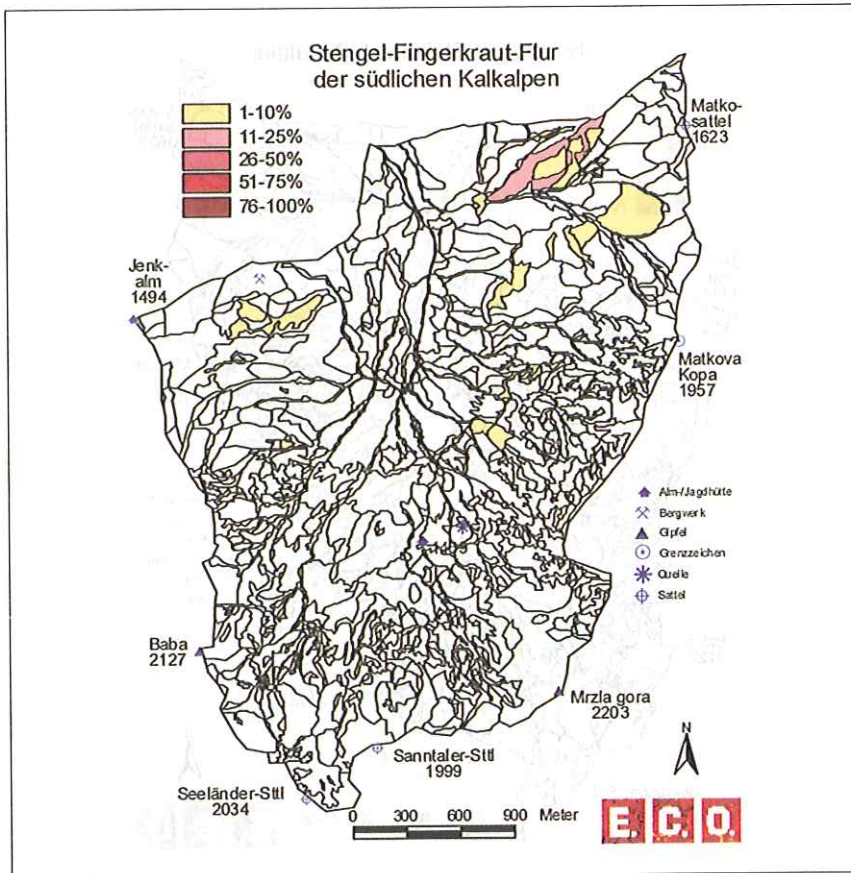 Stengel-Fingerkraut-Flur
der südlichen Kalkalpen
1-10%
11-25%
26-50%
51-75%
76-100%
Matko-
sattel
1623
Jenk-
alm
1494
Matkova
Kopa
1957
Alm-/Jagdhütte
Bergwerk
Gipfel
Grenzzeichen
Quelle
Sattel
Baba
2127
Mrzla gora
2203
Sanntaler-Sttl
1999
Seeländer-Sttl
2034
N
0 300 600 900 Meter
E. C. O.